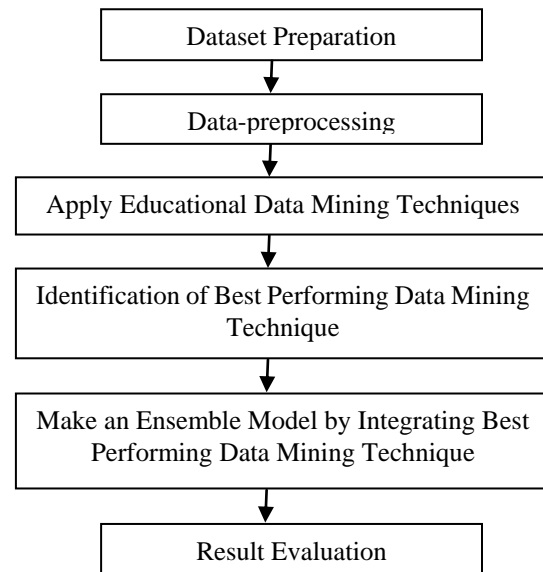 Dataset Preparation
Data-preprocessing
Apply Educational Data Mining Techniques
Identification of Best Performing Data Mining
Technique
Make an Ensemble Model by Integrating Best
Performing Data Mining Technique
Result Evaluation